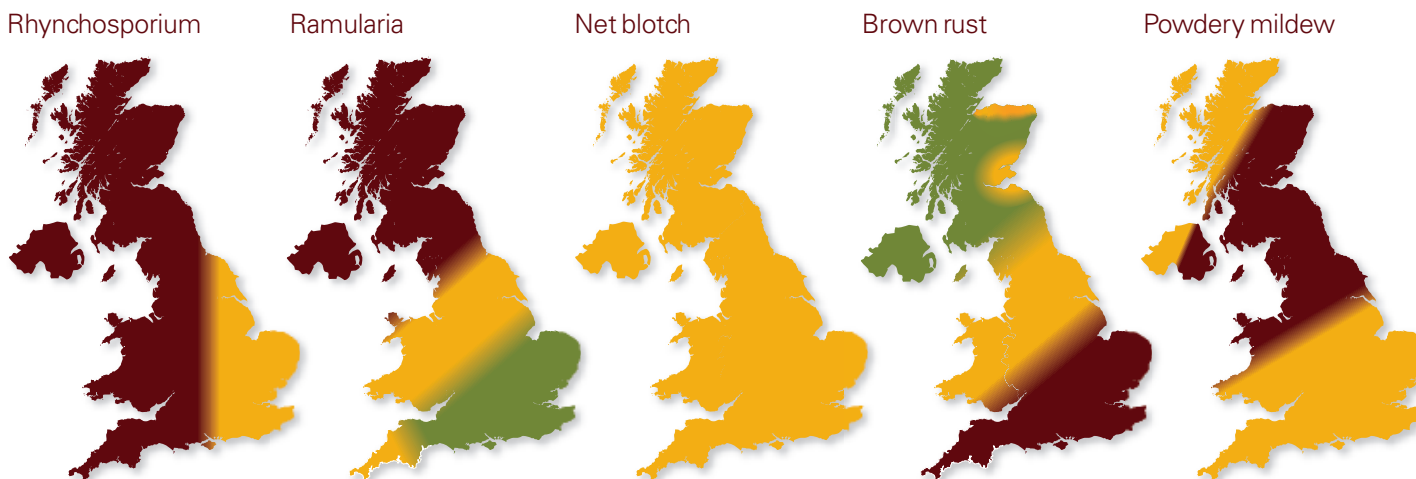 Rhynchosporium
Ramularia
Net blotch
Brown rust
Powdery mildew